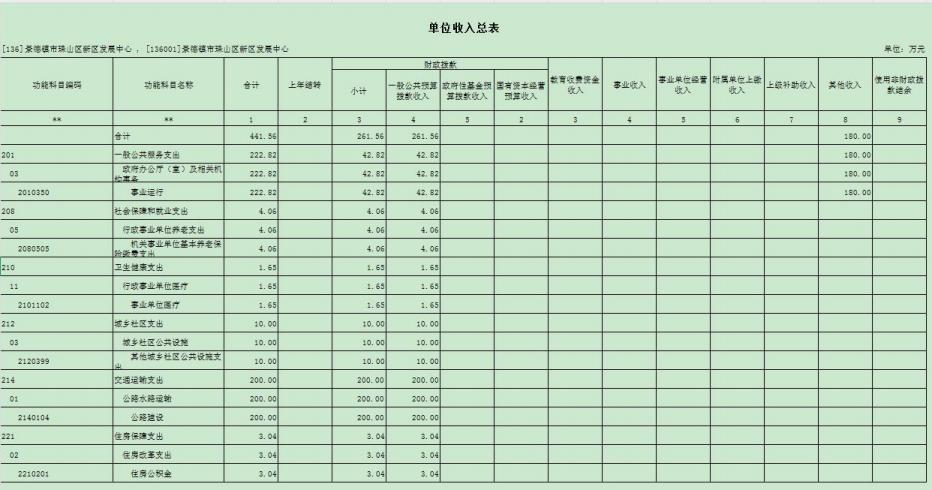 单位收入总表
[136]景德镇市珠山区新区发展中心 , [136001]景德镇市珠山区新区发展中心 单位：万元
功能科目编码 功能科目名称 合计 上年结转 财政拨款 教育收费资金收入 事业收入 事业单位经营收入 附属单位上缴收入 上级补助收入 其他收入 使用非财政拨款结余
小计 一般公共预算拨款收入 政府性基金预算拨款收入 国有资本经营预算收入
** ** 1 2 3 4 5 2 3 4 5 6 7 8 9
合计 441.56 261.56 261.56 180.00
201 一般公共服务支出 222.82 42.82 42.82 180.00
03 政府办公厅（室）及相关机构事务 222.82 42.82 42.82 180.00
2010350 事业运行 222.82 42.82 42.82 180.00
208 社会保障和就业支出 4.06 4.06 4.06
05 行政事业单位养老支出 4.06 4.06 4.06
2080505 机关事业单位基本养老保险缴费支出 4.06 4.06 4.06
210 卫生健康支出 1.65 1.65 1.65
11 行政事业单位医疗 1.65 1.65 1.65
2101102 事业单位医疗 1.65 1.65 1.65
212 城乡社区支出 10.00 10.00 10.00
03 城乡社区公共设施 10.00 10.00 10.00
2120399 其他城乡社区公共设施支出 10.00 10.00 10.00
214 交通运输支出 200.00 200.00 200.00
01 公路水路运输 200.00 200.00 200.00
2140104 公路建设 200.00 200.00 200.00
221 住房保障支出 3.04 3.04 3.04
02 住房改革支出 3.04 3.04 3.04
2210201 住房公积金 3.04 3.04 3.04